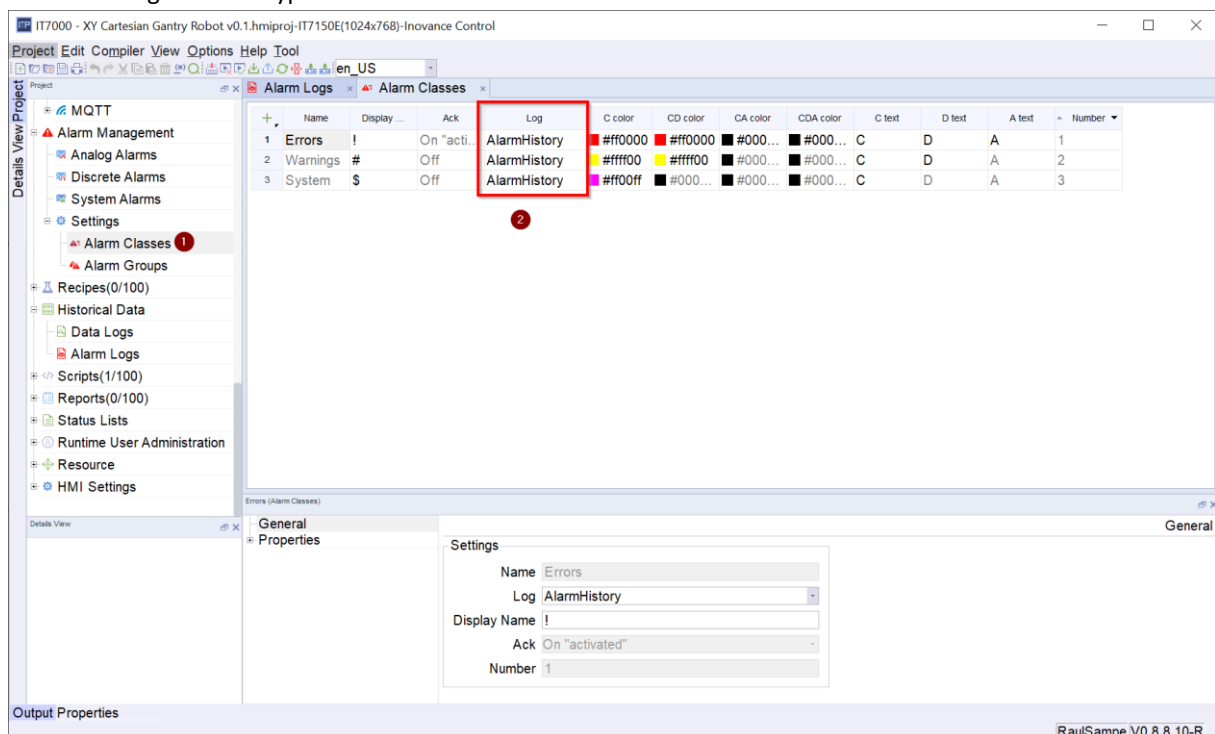 IT7000 - XY Cartesian Gantry Robot v0.1.hmiproj-IT7150E(1024x768)-Inovance Control
Project Edit Compiler View Options Help Tool
en_US
Project
Alarm Logs
Alarm Classes
Project
Details View
MQTT
Alarm Management
Analog Alarms
Discrete Alarms
System Alarms
Settings
Alarm Classes 1
Alarm Groups
Recipes(0/100)
Historical Data
Data Logs
Alarm Logs
Scripts(1/100)
Reports(0/100)
Status Lists
Runtime User Administration
Resource
HMI Settings
Name Display ... Ack Log C color CD color CA color CDA color C text D text A text Number
1 Errors ! On "acti... AlarmHistory #ff0000 #ff0000 #000... #000... C D A 1
2 Warnings # Off AlarmHistory #ffff00 #ffff00 #000... #000... C D A 2
3 System $ Off AlarmHistory #ff00ff #000... #000... #000... C D A 3
2
Details View
Errors (Alarm Classes)
General
Properties
General
Settings
Name Errors
Log AlarmHistory
Display Name !
Ack On "activated"
Number 1
Output Properties
RaulSampe V0.8.8.10-R